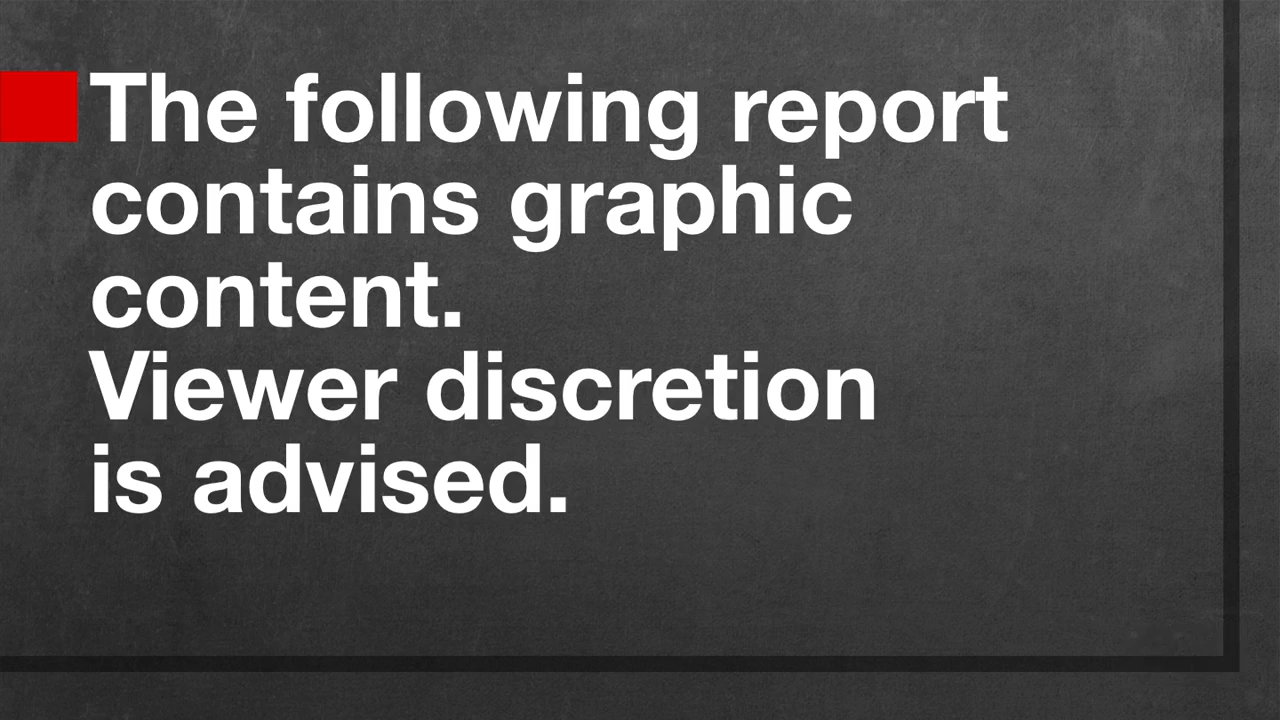 The following report
contains graphic
content.
Viewer discretion
is advised.